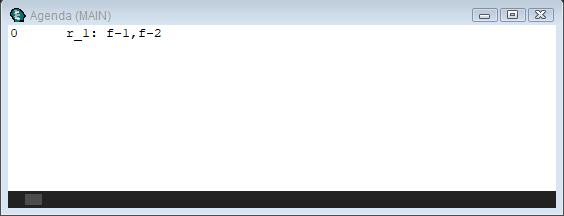 Agenda (MAIN)
0 r_1: f-1,f-2